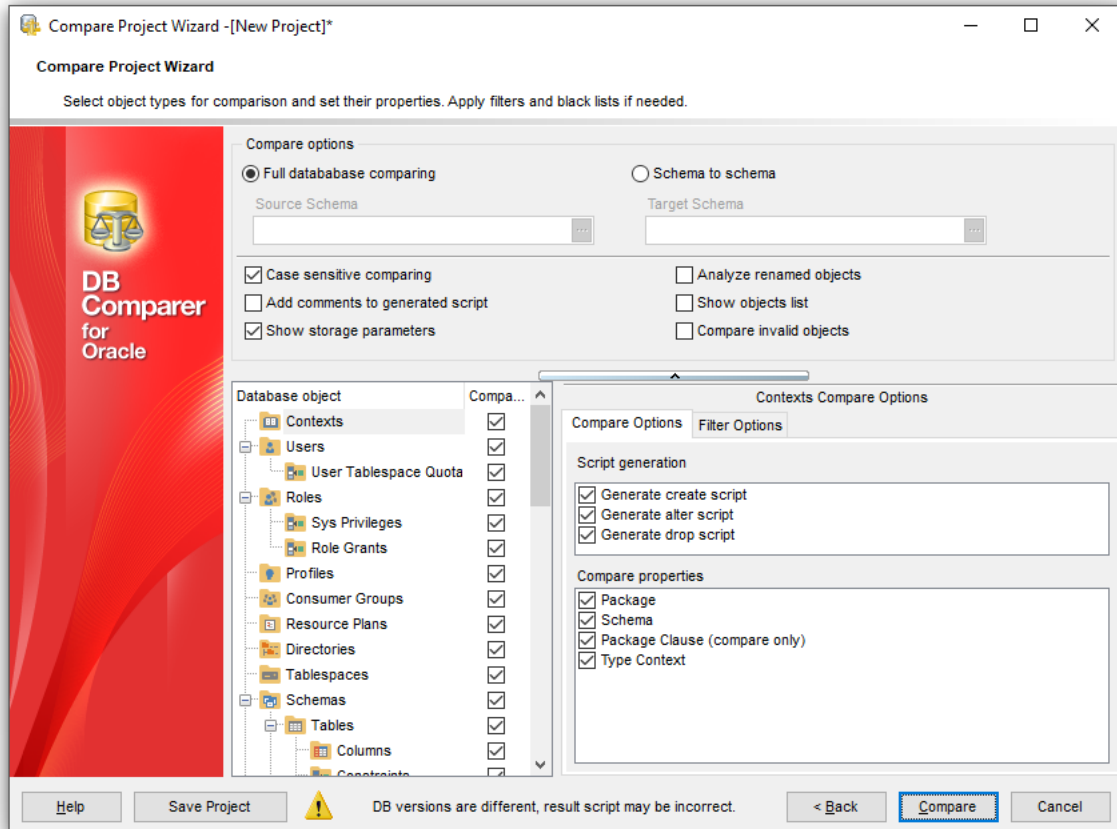 Compare Project Wizard -[New Project]*
Compare Project Wizard
Select object types for comparison and set their properties. Apply filters and black lists if needed.
DB
Comparer
for
Oracle
Compare options
Full datababase comparing
Schema to schema
Source Schema
Target Schema
...
...
Case sensitive comparing
Analyze renamed objects
Add comments to generated script
Show objects list
Show storage parameters
Compare invalid objects
Database object
Compa...
Contexts
Users
User Tablespace Quota
Roles
Sys Privileges
Role Grants
Profiles
Consumer Groups
Resource Plans
Directories
Tablespaces
Schemas
Tables
Columns
Constraints
Contexts Compare Options
Compare Options
Filter Options
Script generation
Generate create script
Generate alter script
Generate drop script
Compare properties
Package
Schema
Package Clause (compare only)
Type Context
Help
Save Project
DB versions are different, result script may be incorrect.
< Back
Compare
Cancel